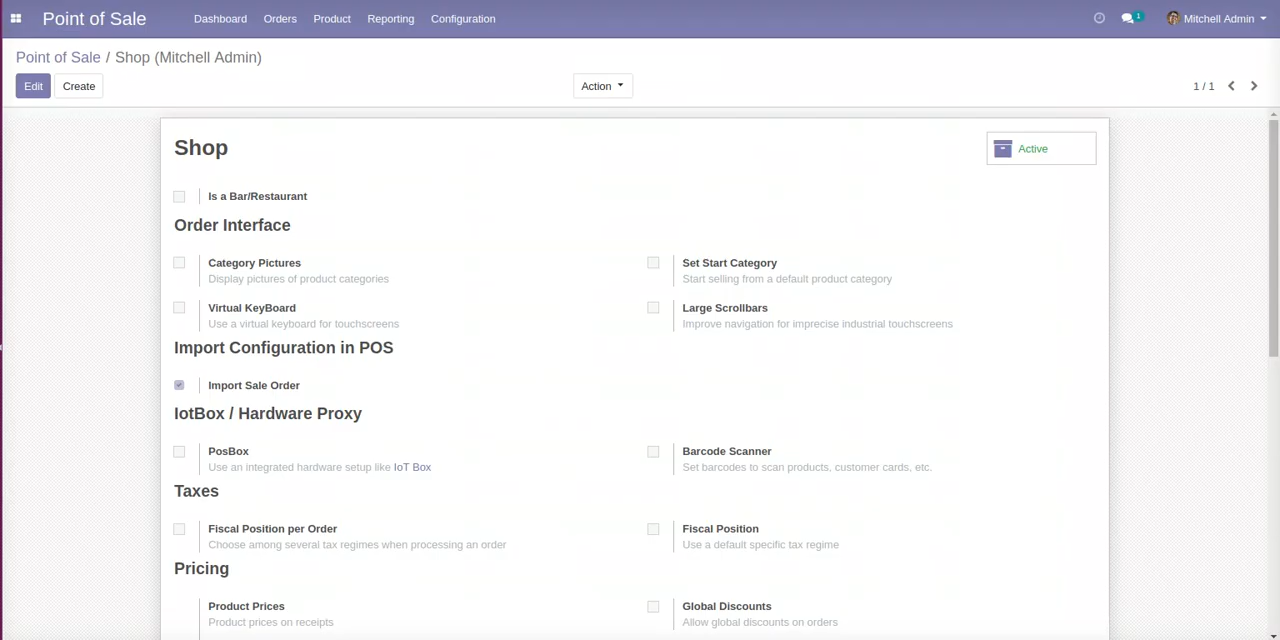 Point of Sale Dashboard Orders Product Reporting Configuration 1 Mitchell Admin
Point of Sale / Shop (Mitchell Admin)
Edit Create Action 1 / 1
Shop Active
Is a Bar/Restaurant
Order Interface
Category Pictures Set Start Category
Display pictures of product categories Start selling from a default product category
Virtual KeyBoard Large Scrollbars
Use a virtual keyboard for touchscreens Improve navigation for imprecise industrial touchscreens
Import Configuration in POS
Import Sale Order
IotBox / Hardware Proxy
PosBox Barcode Scanner
Use an integrated hardware setup like IoT Box Set barcodes to scan products, customer cards, etc.
Taxes
Fiscal Position per Order Fiscal Position
Choose among several tax regimes when processing an order Use a default specific tax regime
Pricing
Product Prices Global Discounts
Product prices on receipts Allow global discounts on orders